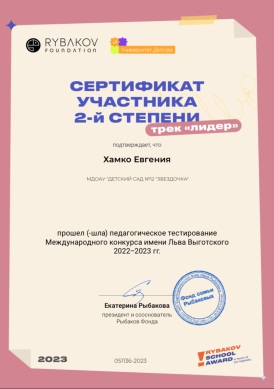 RYBAKOV
FOUNDATION
Университет Детства
СЕРТИФИКАТ
УЧАСТНИКА
2-й СТЕПЕНИ
трек «лидер»
подтверждает, что
Хамко Евгения
МДОАУ "ДЕТСКИЙ САД №12 "ЗВЕЗДОЧКА"
прошел (-шла) педагогическое тестирование
Международного конкурса имени Льва Выготского
2022–2023 гг.
Фонд семьи
Рыбаковых
Екатерина Рыбакова
президент и сооснователь
Рыбаков Фонда
2023
051136-2023
RYBAKOV
SCHOOL
AWARD